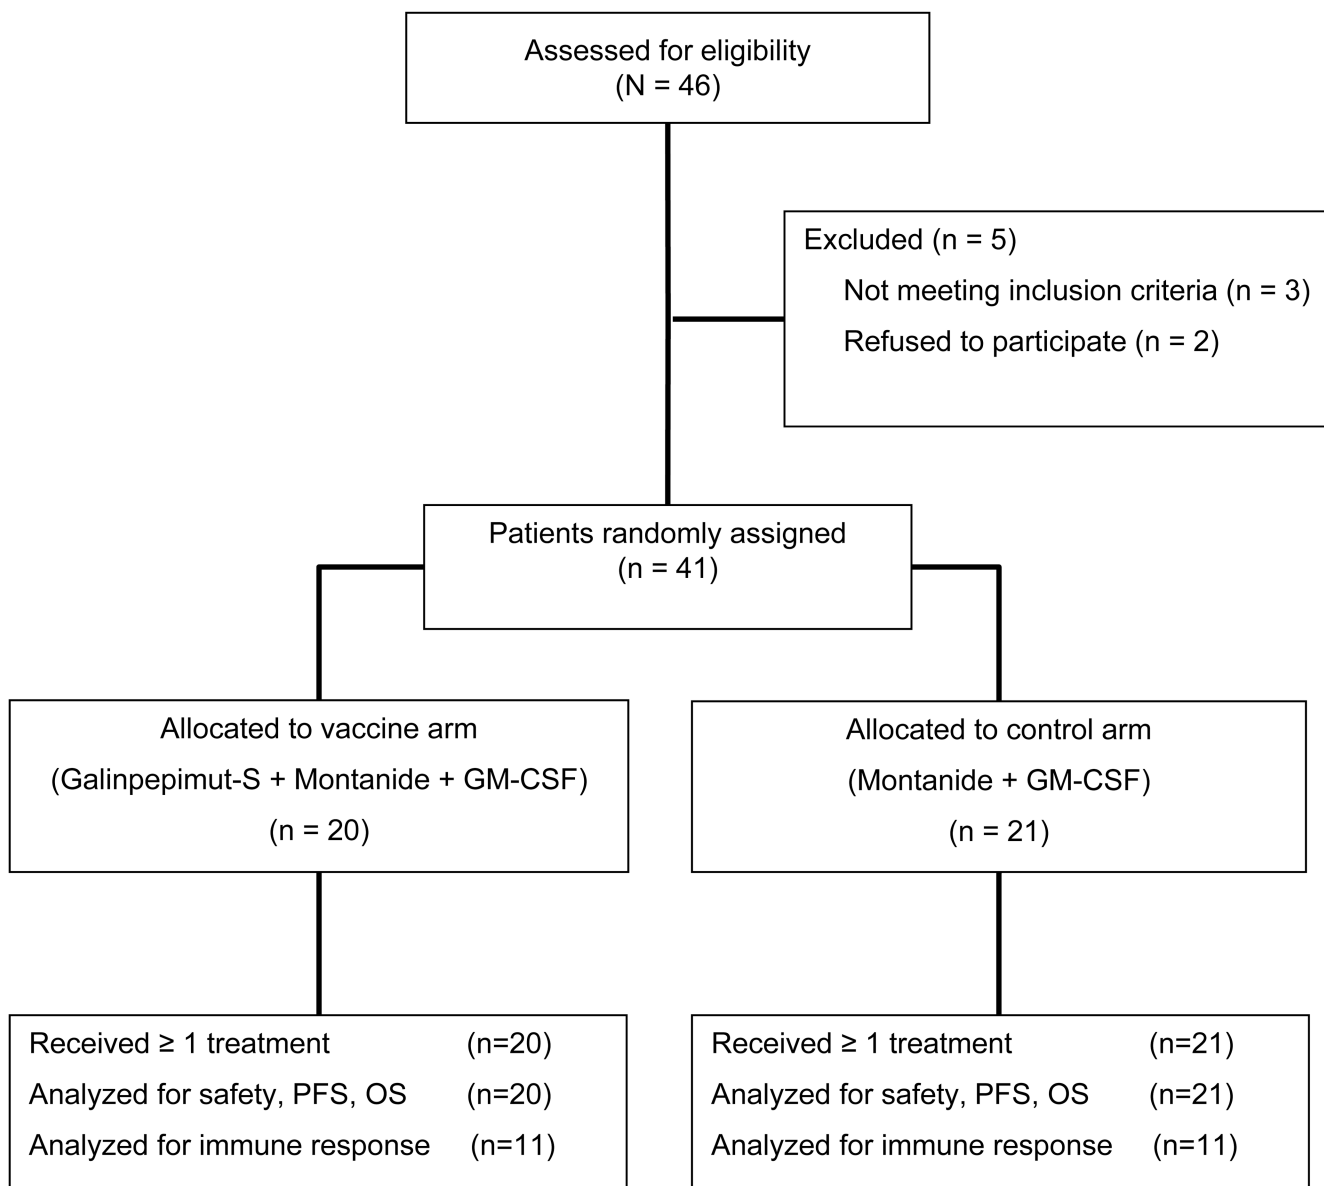 Assessed for eligibility
(N = 46)
Excluded (n = 5)
Not meeting inclusion criteria (n = 3)
Refused to participate (n = 2)
Patients randomly assigned
(n = 41)
Allocated to vaccine arm
(Galinpepimut-S + Montanide + GM-CSF)
(n = 20)
Allocated to control arm
(Montanide + GM-CSF)
(n = 21)
Received ≥ 1 treatment (n=20)
Analyzed for safety, PFS, OS (n=20)
Analyzed for immune response (n=11)
Received ≥ 1 treatment (n=21)
Analyzed for safety, PFS, OS (n=21)
Analyzed for immune response (n=11)